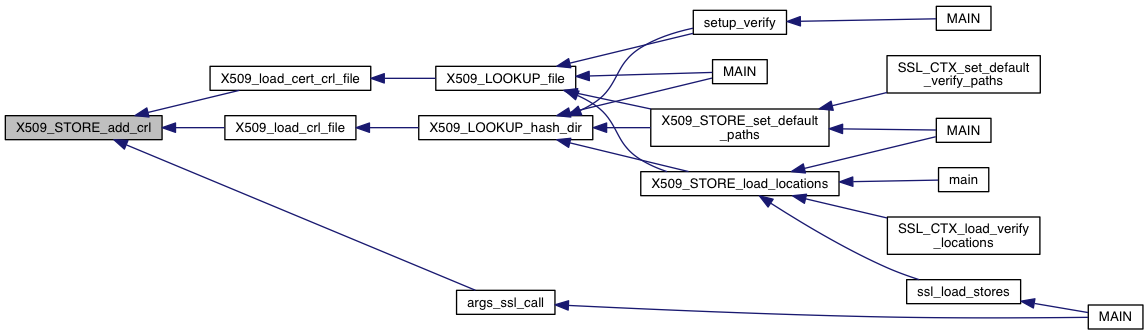 setup_verify
MAIN
X509_load_cert_crl_file
X509_LOOKUP_file
MAIN
SSL_CTX_set_default
_verify_paths
X509_STORE_add_crl
X509_load_crl_file
X509_LOOKUP_hash_dir
X509_STORE_set_default
_paths
MAIN
X509_STORE_load_locations
main
SSL_CTX_load_verify
_locations
args_ssl_call
ssl_load_stores
MAIN